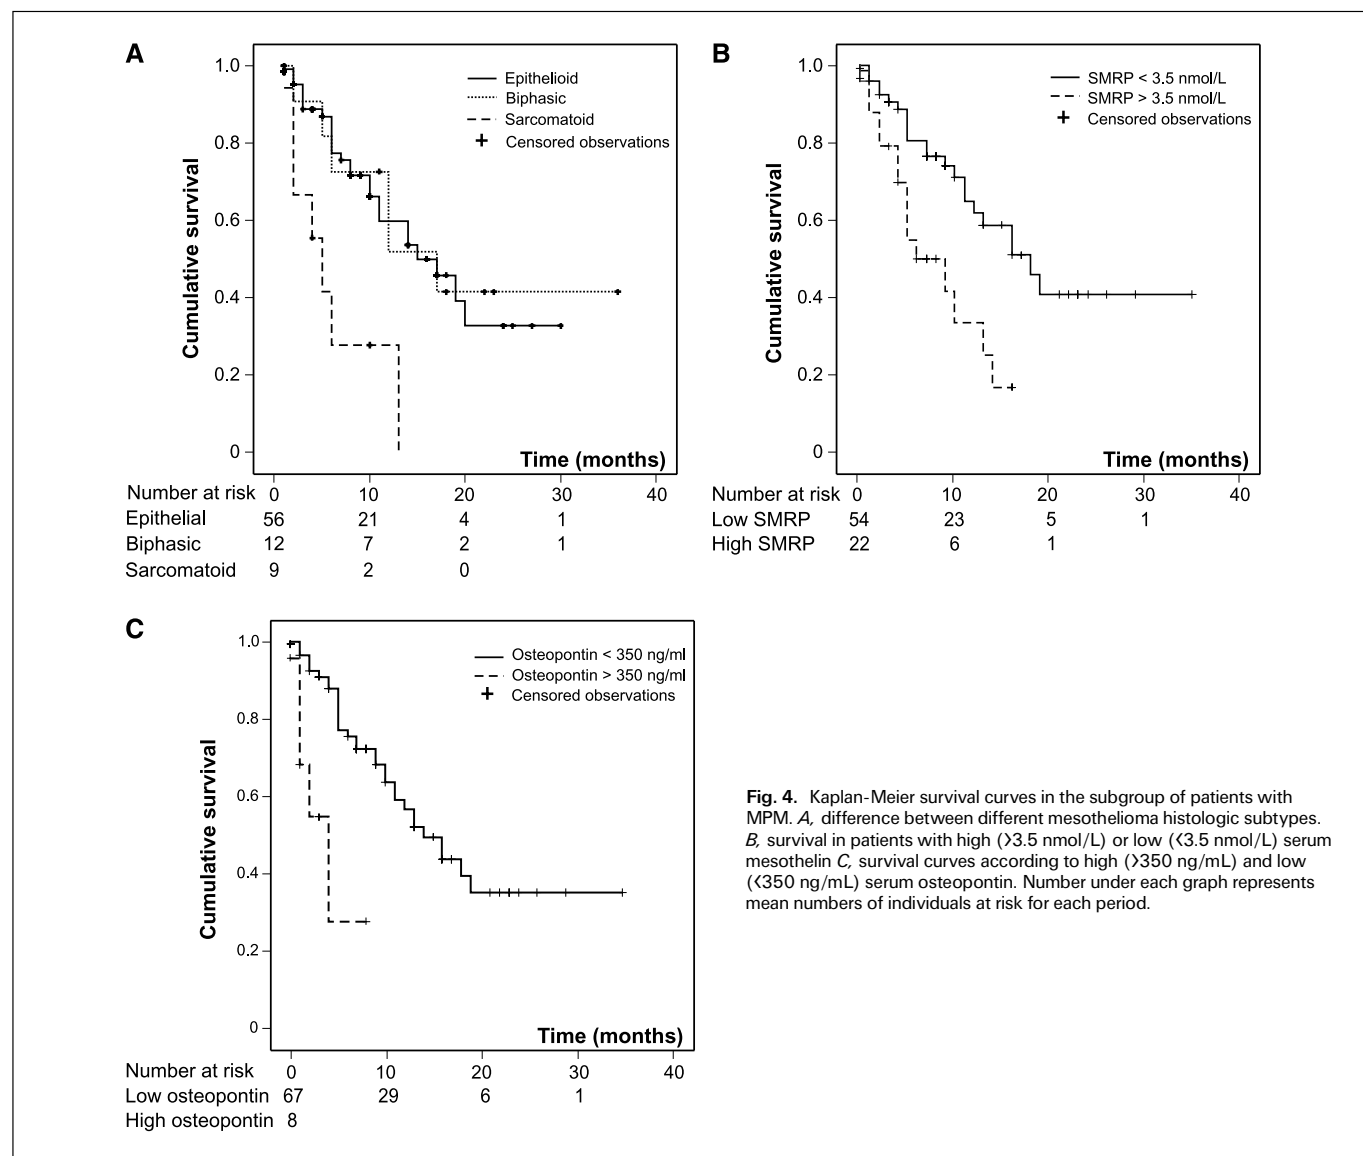 A
Cumulative survival
1.0
0.8
0.6
0.4
0.2
0
Epithelioid
Biphasic
Sarcomatoid
Censored observations
Time (months)
Number at risk 0 10 20 30 40
Epithelial 56 21 4 1
Biphasic 12 7 2 1
Sarcomatoid 9 2 0
B
Cumulative survival
1.0
0.8
0.6
0.4
0.2
0
SMRP < 3.5 nmol/L
SMRP > 3.5 nmol/L
Censored observations
Time (months)
Number at risk 0 10 20 30 40
Low SMRP 54 23 5 1
High SMRP 22 6 1
C
Cumulative survival
1.0
0.8
0.6
0.4
0.2
0
Osteopontin < 350 ng/ml
Osteopontin > 350 ng/ml
Censored observations
Time (months)
Number at risk 0 10 20 30 40
Low osteopontin 67 29 6 1
High osteopontin 8
Fig. 4. Kaplan-Meier survival curves in the subgroup of patients with
MPM. A, difference between different mesothelioma histologic subtypes.
B, survival in patients with high (>3.5 nmol/L) or low (<3.5 nmol/L) serum
mesothelin C, survival curves according to high (>350 ng/mL) and low
(<350 ng/mL) serum osteopontin. Number under each graph represents
mean numbers of individuals at risk for each period.